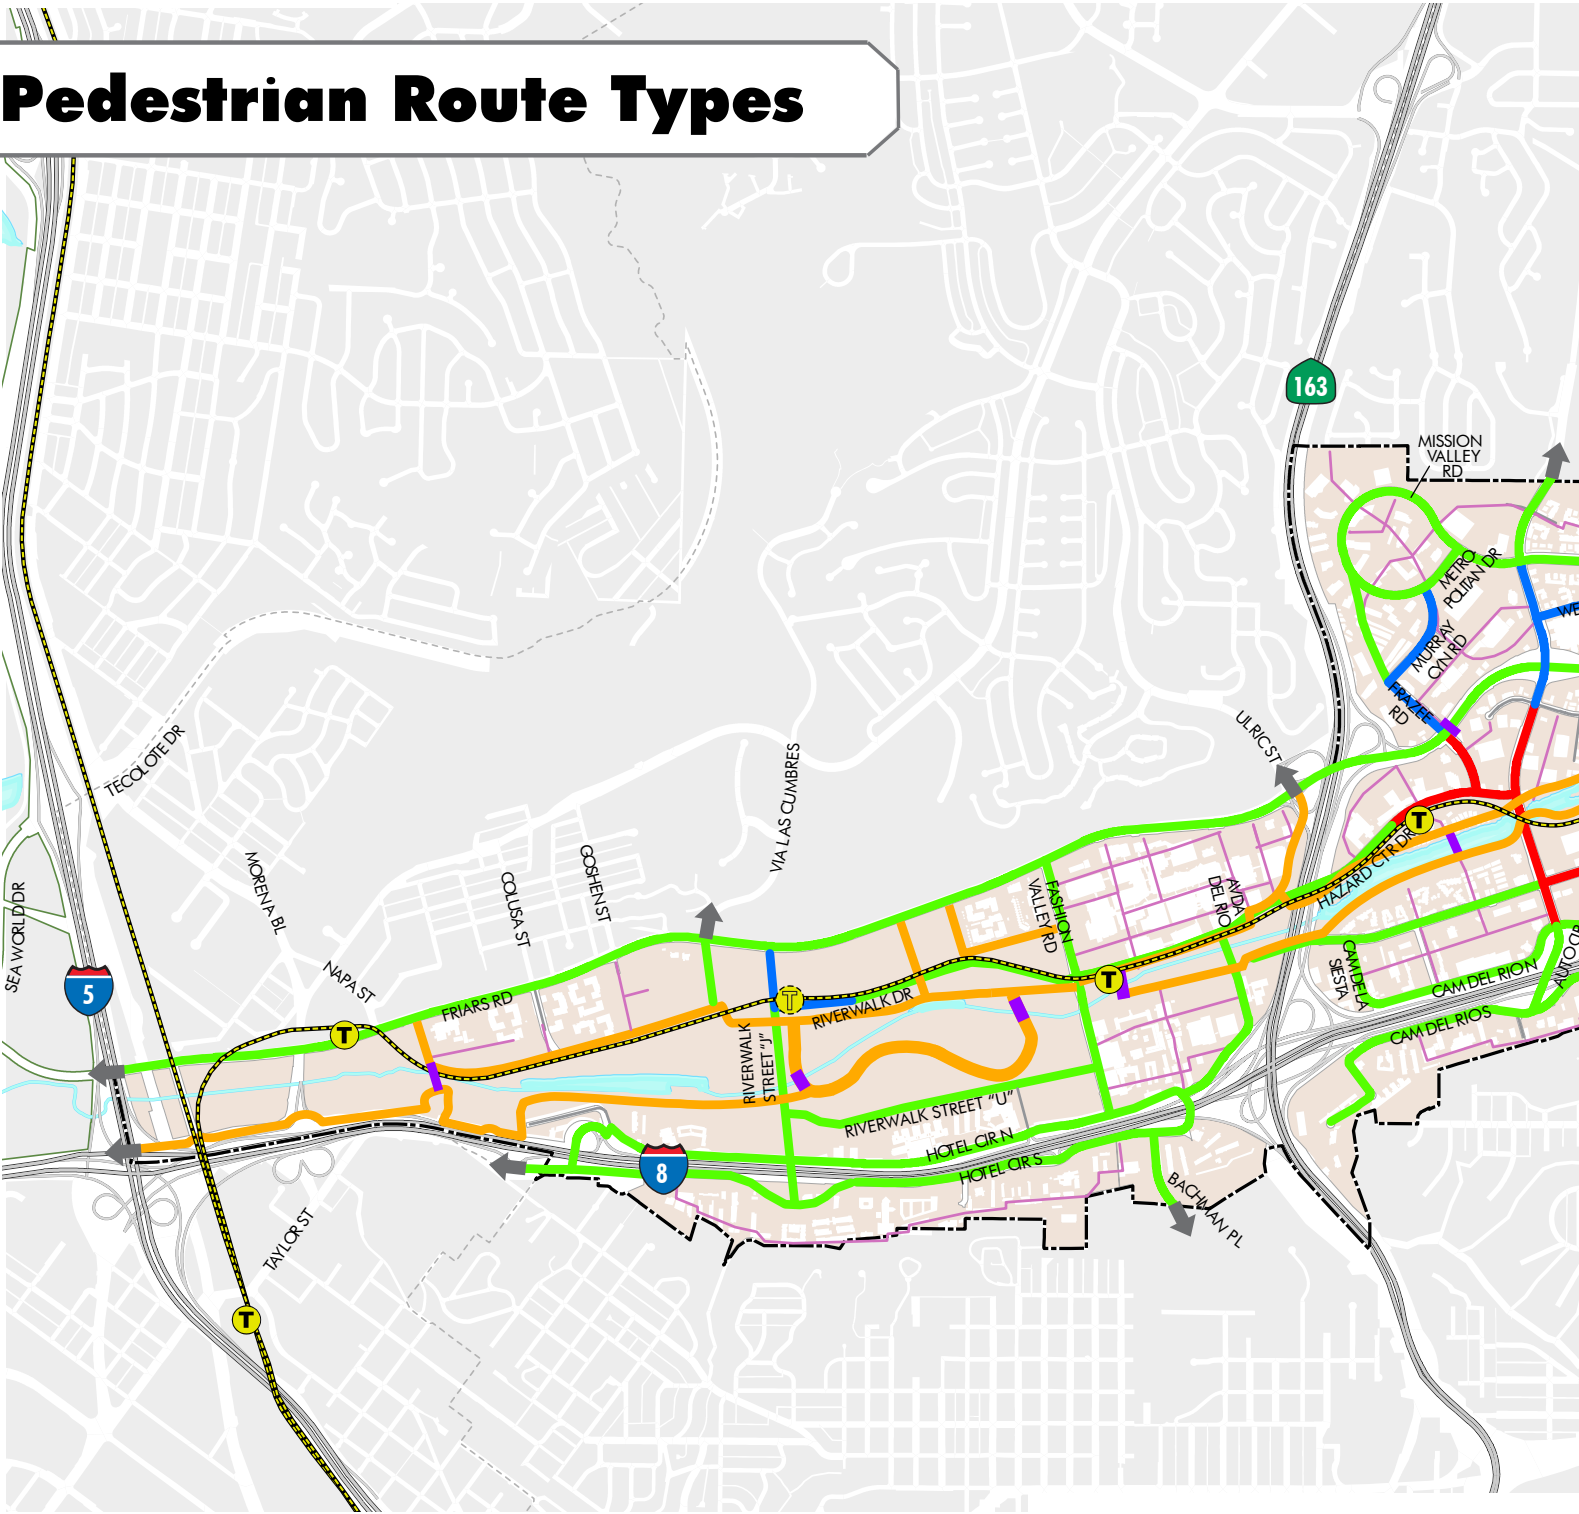 Pedestrian Route Types
163
MISSION
VALLEY
RD
METRO-
POLITAN DR
MURRAY
CYN RD
FRAZEE
RD
ULRIC ST
TECOLOTE DR
VIA LAS CUMBRES
MORENA BL
COLUSA ST
GOSHEN ST
SEA WORLD DR
5
NAPA ST
T
FRIARS RD
T
RIVERWALK DR
RIVERWALK
STREET "J"
FASHION
VALLEY RD
AVDA
DEL RIO
T
T
HAZARD CTR DR
CAM DE LA
SIESTA
CAM DEL RIO N
CAM DEL RIO S
RIVERWALK STREET "U"
HOTEL CIR N
HOTEL CIR S
8
BACHMAN PL
TAYLOR ST
T